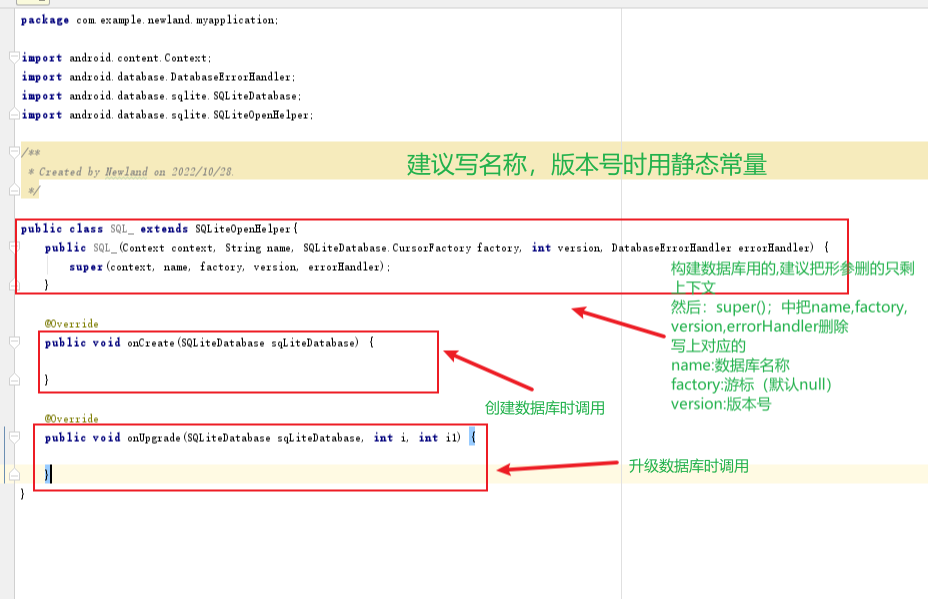 package com.example.newland.myapplication;
import android.content.Context;
import android.database.DatabaseErrorHandler;
import android.database.sqlite.SQLiteDatabase;
import android.database.sqlite.SQLiteOpenHelper;
/**
* Created by Newland on 2022/10/28.
*/
建议写名称，版本号时用静态常量
public class SQL_ extends SQLiteOpenHelper{
public SQL_(Context context, String name, SQLiteDatabase.CursorFactory factory, int version, DatabaseErrorHandler errorHandler) {
super(context, name, factory, version, errorHandler);
}
构建数据库用的,建议把形参删的只剩
上下文
然后：super()；中把name,factory,
version,errorHandler删除
写上对应的
name:数据库名称
factory:游标（默认null）
version:版本号
@Override
public void onCreate(SQLiteDatabase sqLiteDatabase) {
}
创建数据库时调用
@Override
public void onUpgrade(SQLiteDatabase sqLiteDatabase, int i, int i1) {
}
升级数据库时调用
}